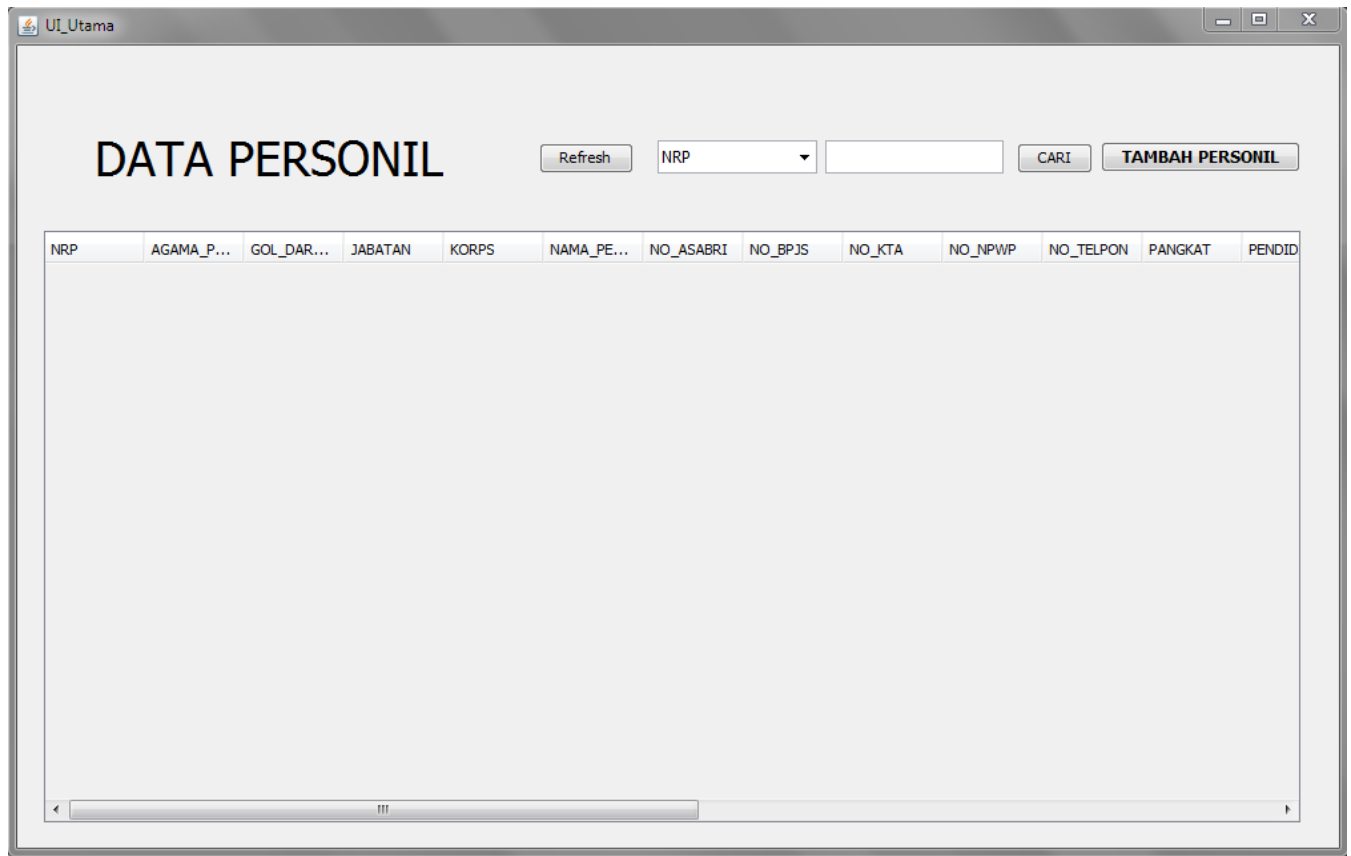 UI_Utama
DATA PERSONIL Refresh NRP CARI TAMBAH PERSONIL
NRP AGAMA_P... GOL_DAR... JABATAN KORPS NAMA_PE... NO_ASABRI NO_BPJS NO_KTA NO_NPWP NO_TELPON PANGKAT PENDID